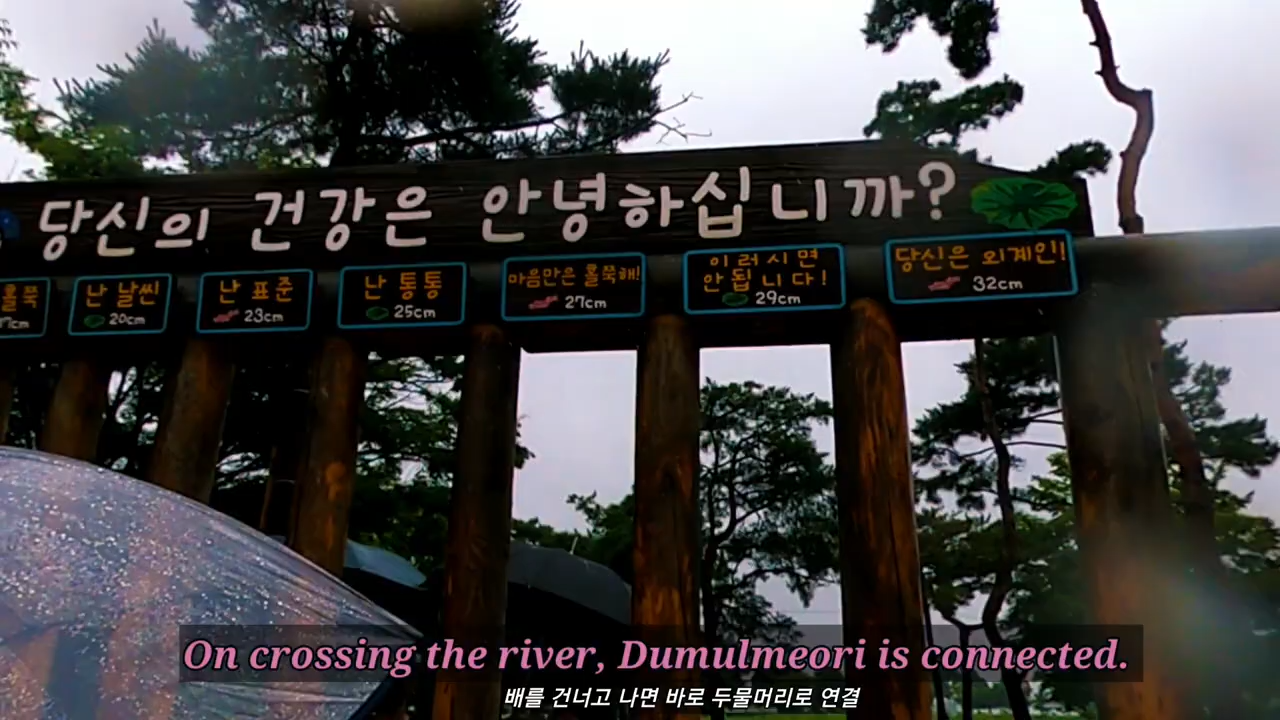 당신의 건강은 안녕하십니까?
홀쭉
17cm
난 날씬
20cm
난 표준
23cm
난 통통
25cm
마음만은 홀쭉해!
27cm
이러시면
안됩니다!
29cm
당신은 외계인!
32cm
On crossing the river, Dumulmeori is connected.
배를 건너고 나면 바로 두물머리로 연결